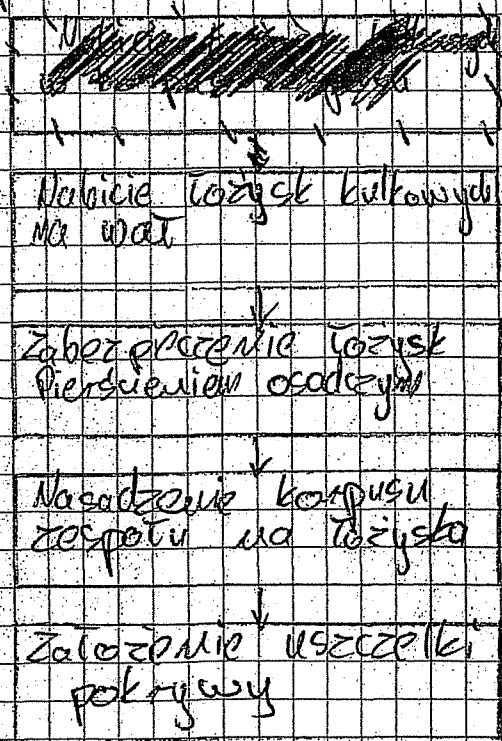 Nabicie łożysk kulkowych
na wał
Zabezpieczenie łożysk
Pierścieniem osadczym
Nasadzenie korpusu
zespołu na łożyska
Założenie uszczelki
pokrywy